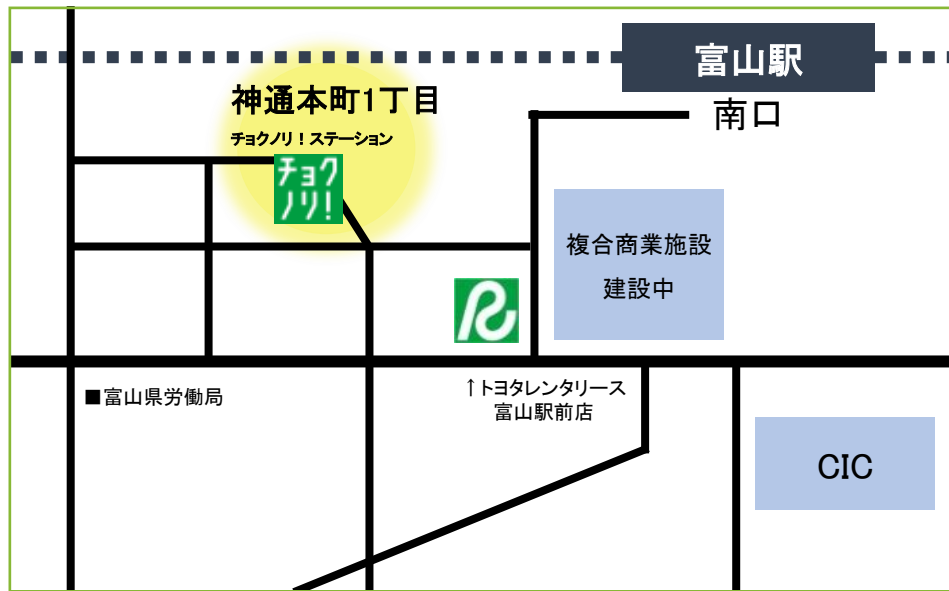 富山駅
南口
神通本町1丁目
チョクノリ！ステーション
チョク
ノリ!
複合商業施設
建設中
R
■富山県労働局
↑トヨタレンタリース
富山駅前店
CIC